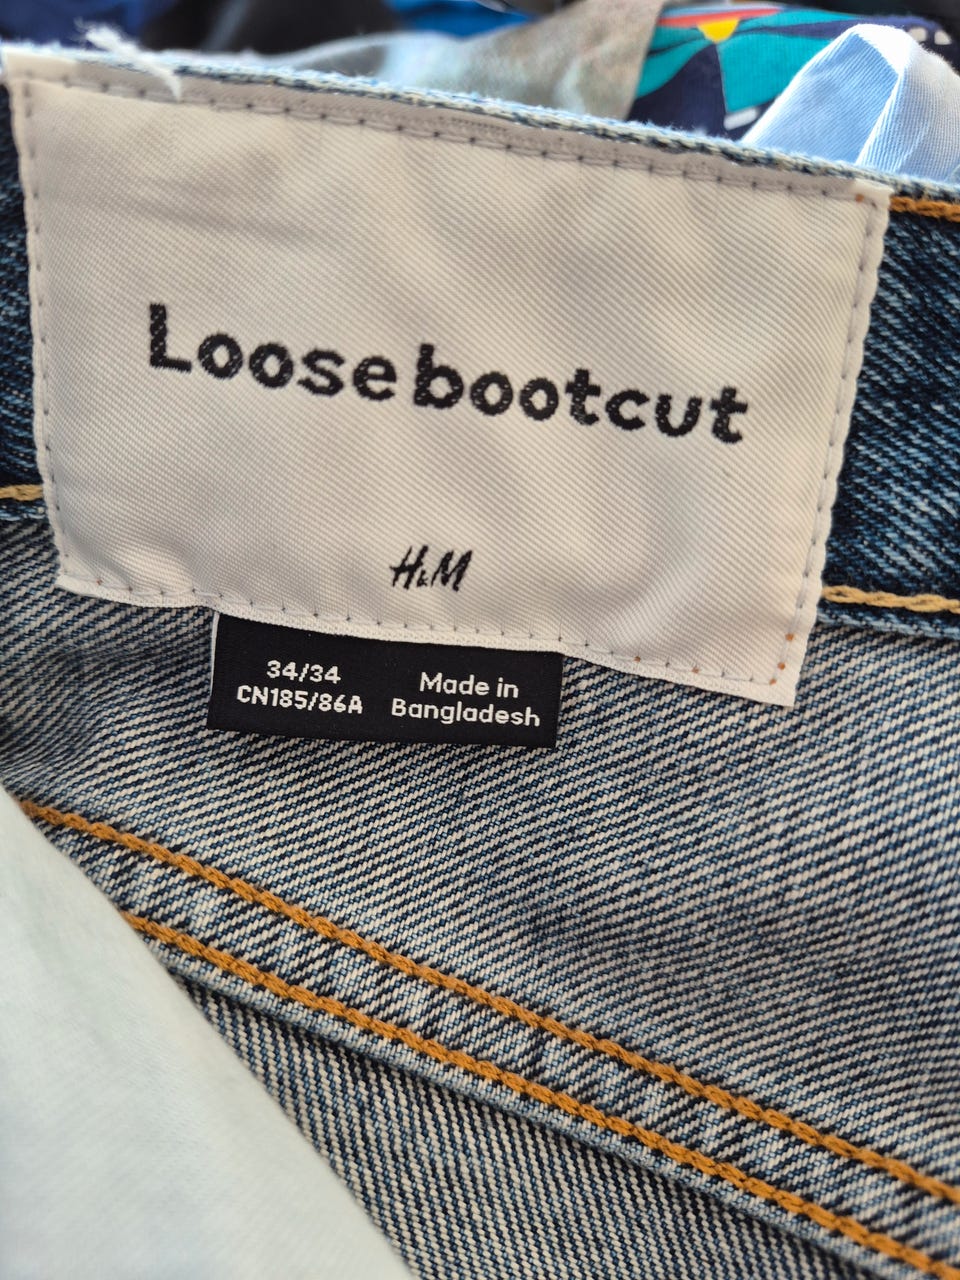 Loose bootcut
H&M
34/34
CN185/86A
Made in
Bangladesh